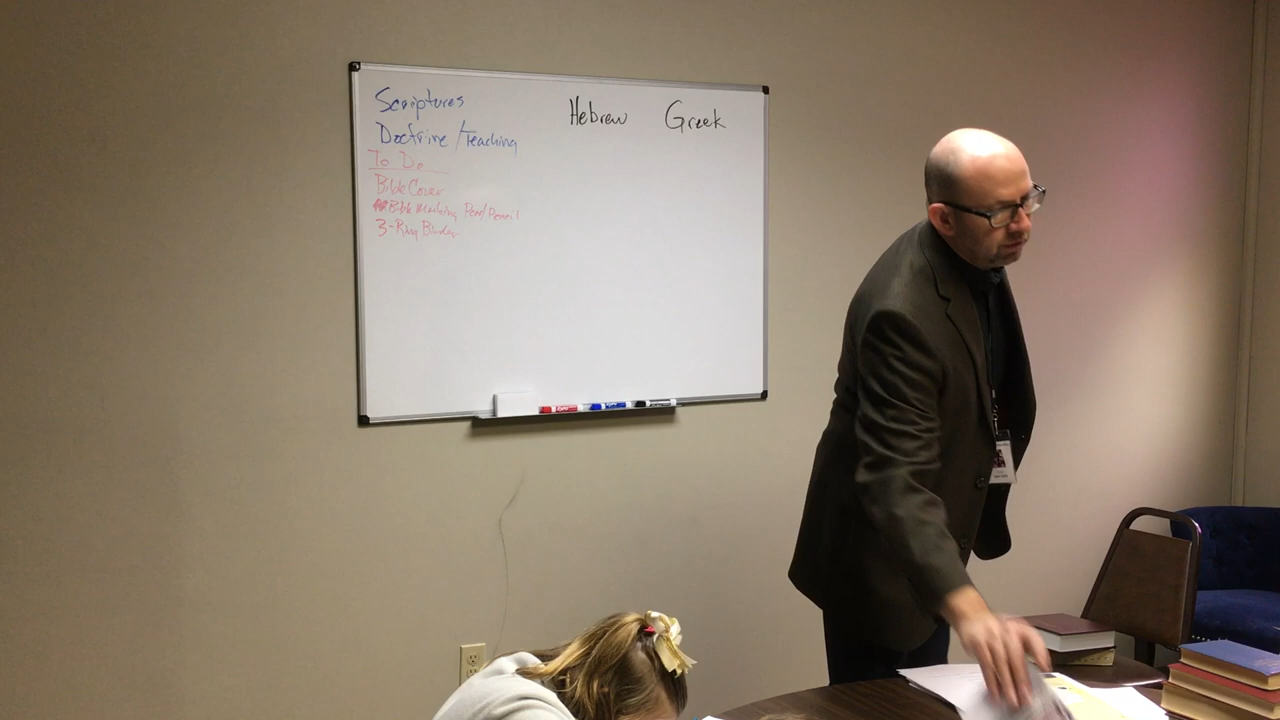 Scriptures
Doctrine/Teaching
To Do
Bible Cover
Bible Marking Pen/Pencil
3-Ring Binder
Hebrew Greek